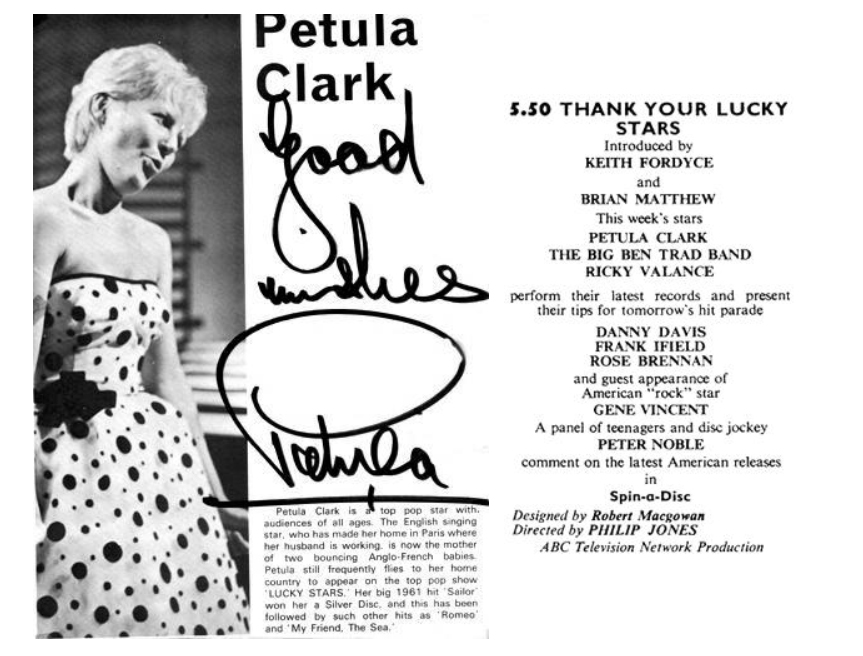 Petula
Clark
good
wishes
Petula
Petula Clark is a top pop star with
audiences of all ages. The English singing
star, who has made her home in Paris where
her husband is working, is now the mother
of two bouncing Anglo-French babies.
Petula still frequently flies to her home
country to appear on the top pop show
'LUCKY STARS.' Her big 1961 hit 'Sailor'
won her a Silver Disc, and this has been
followed by such other hits as 'Romeo'
and 'My Friend, The Sea.'
5.50 THANK YOUR LUCKY
STARS
Introduced by
KEITH FORDYCE
and
BRIAN MATTHEW
This week's stars
PETULA CLARK
THE BIG BEN TRAD BAND
RICKY VALANCE
perform their latest records and present
their tips for tomorrow's hit parade
DANNY DAVIS
FRANK IFIELD
ROSE BRENNAN
and guest appearance of
American "rock" star
GENE VINCENT
A panel of teenagers and disc jockey
PETER NOBLE
comment on the latest American releases
in
Spin-a-Disc
Designed by Robert Macgowan
Directed by PHILIP JONES
ABC Television Network Production